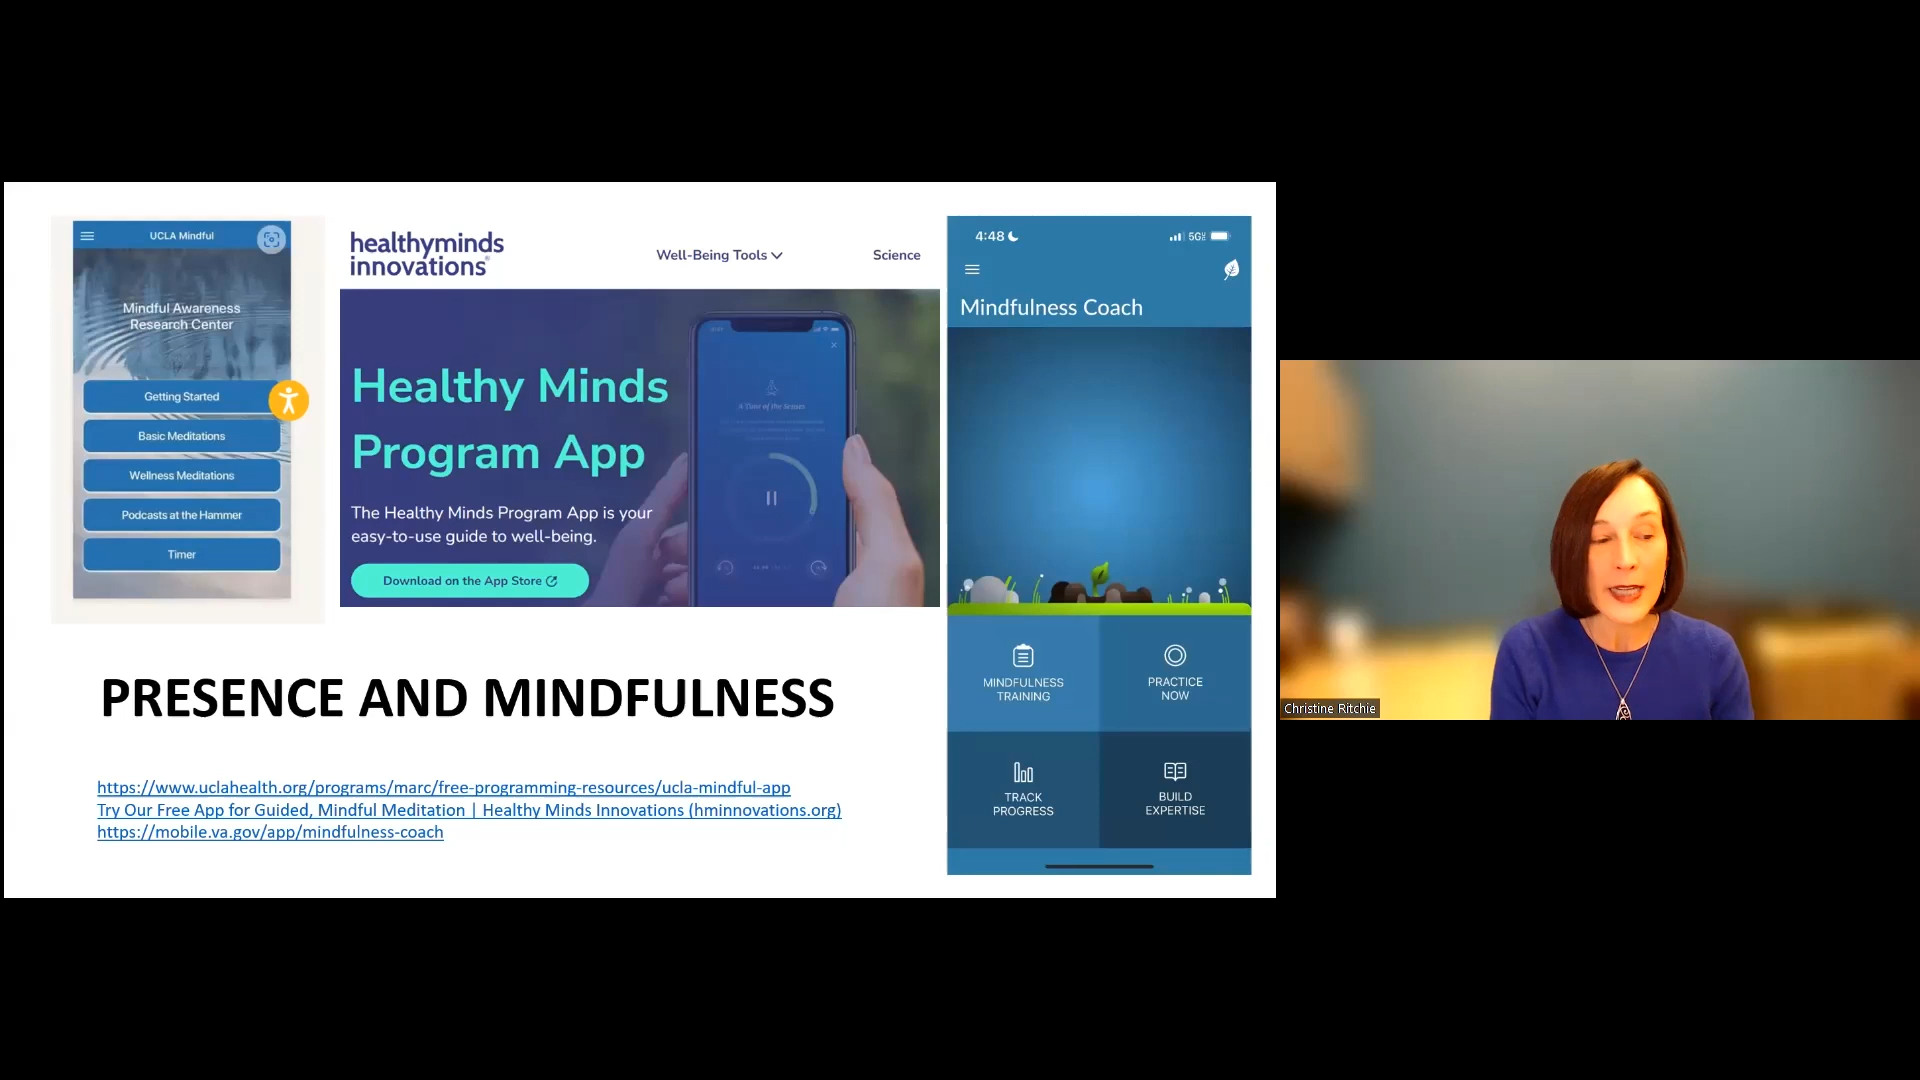 UCLA Mindful
Mindful Awareness
Research Center
Getting Started
Basic Meditations
Wellness Meditations
Podcasts at the Hammer
Timer
healthyminds
innovations
Well-Being Tools
Science
Healthy Minds
Program App
The Healthy Minds Program App is your
easy-to-use guide to well-being.
Download on the App Store
A Time of the Senses
4:48
5G
Mindfulness Coach
MINDFULNESS
TRAINING
PRACTICE
NOW
TRACK
PROGRESS
BUILD
EXPERTISE
PRESENCE AND MINDFULNESS
https://www.uclahealth.org/programs/marc/free-programming-resources/ucla-mindful-app
Try Our Free App for Guided, Mindful Meditation | Healthy Minds Innovations (hminnovations.org)
https://mobile.va.gov/app/mindfulness-coach
Christine Ritchie